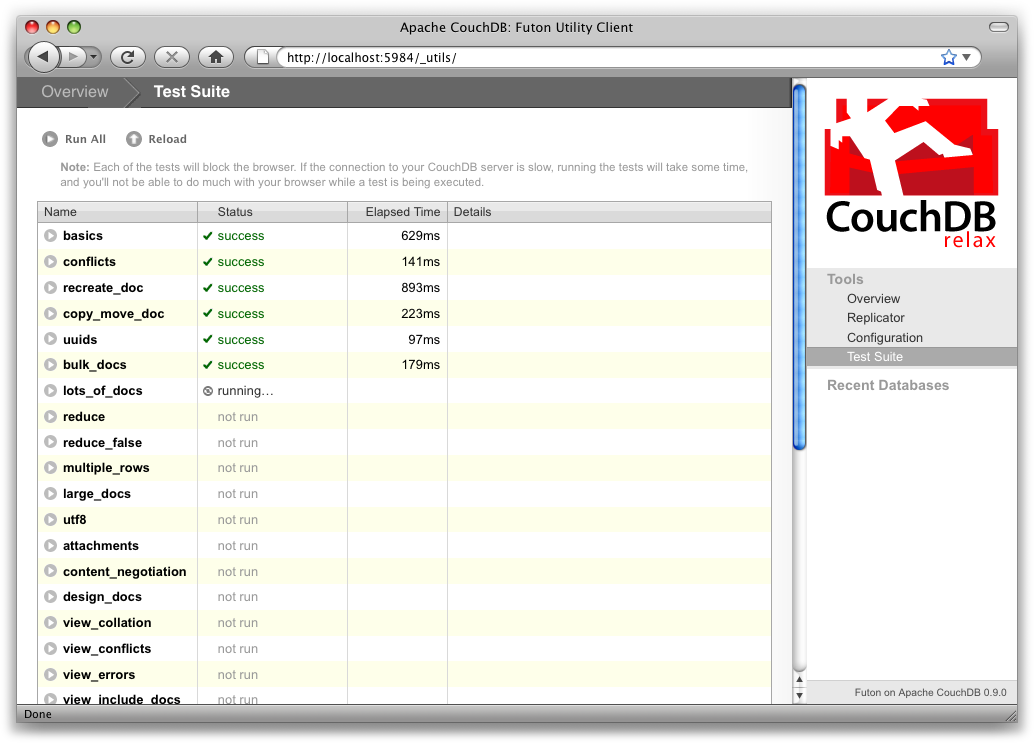 Apache CouchDB: Futon Utility Client
http://localhost:5984/_utils/
Overview Test Suite
Run All Reload
Note: Each of the tests will block the browser. If the connection to your CouchDB server is slow, running the tests will take some time,
and you'll not be able to do much with your browser while a test is being executed.
Name Status Elapsed Time Details
basics success 629ms
conflicts success 141ms
recreate_doc success 893ms
copy_move_doc success 223ms
uuids success 97ms
bulk_docs success 179ms
lots_of_docs running…
reduce not run
reduce_false not run
multiple_rows not run
large_docs not run
utf8 not run
attachments not run
content_negotiation not run
design_docs not run
view_collation not run
view_conflicts not run
view_errors not run
view_include_docs not run
CouchDB
relax
Tools
Overview
Replicator
Configuration
Test Suite
Recent Databases
Futon on Apache CouchDB 0.9.0
Done